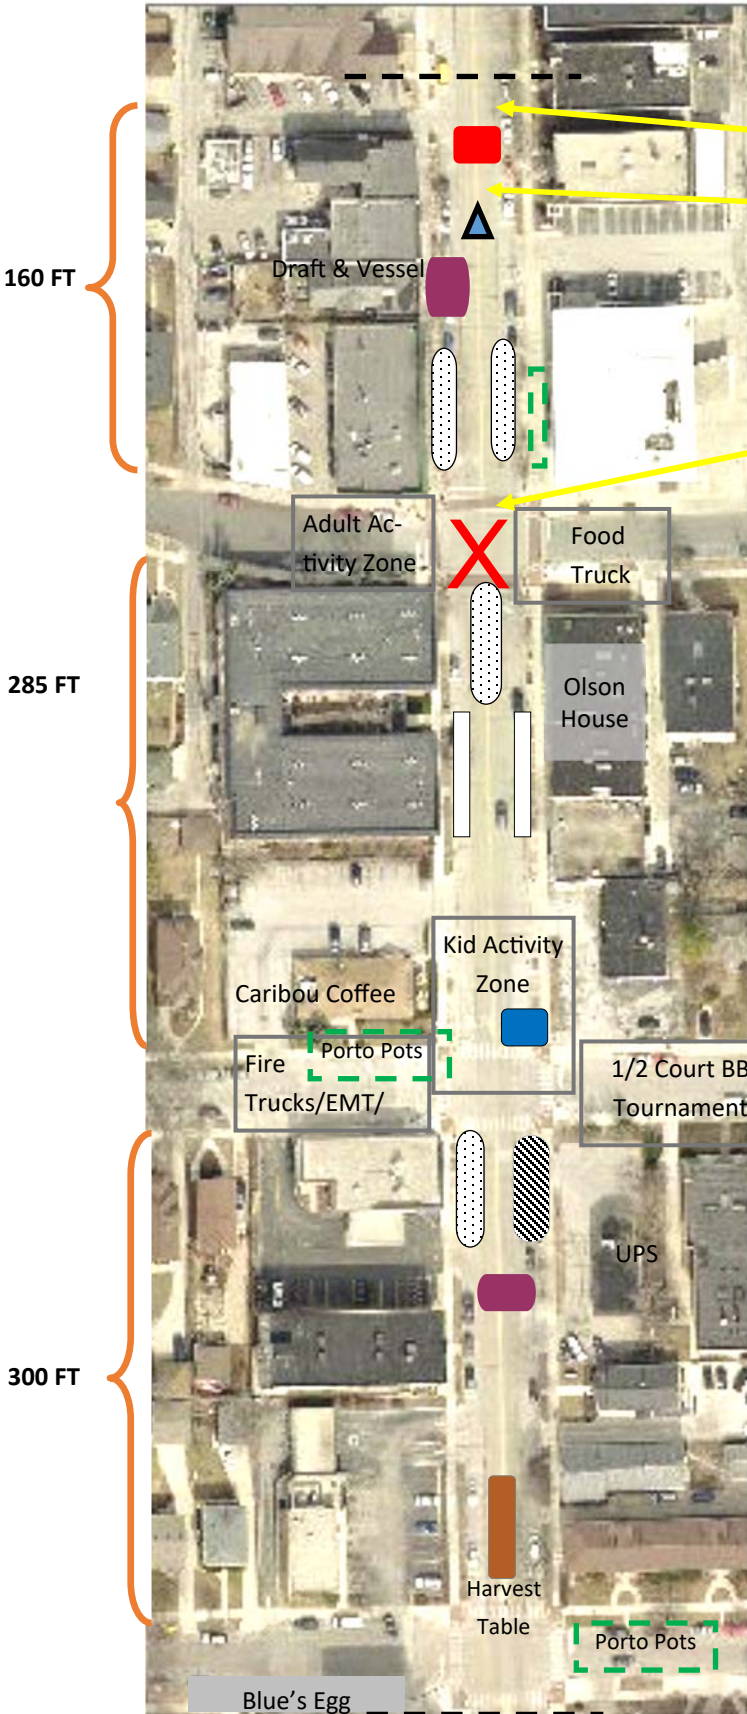 160 FT
Draft & Vessel
Adult Ac-
tivity Zone
Food
Truck
285 FT
Olson
House
Kid Activity
Zone
Caribou Coffee
Porto Pots
Fire
Trucks/EMT/
1/2 Court BB
Tournament
UPS
300 FT
Harvest
Table
Porto Pots
Blue's Egg